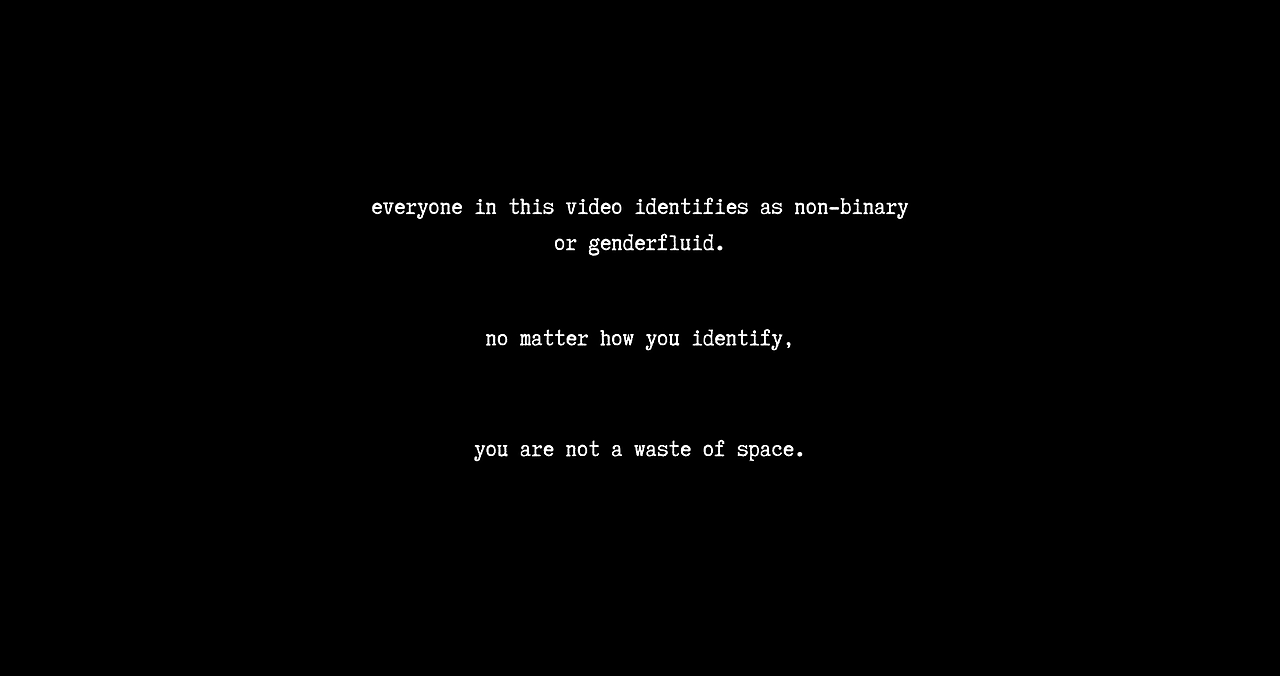 everyone in this video identifies as non-binary
or genderfluid.
no matter how you identify,
you are not a waste of space.